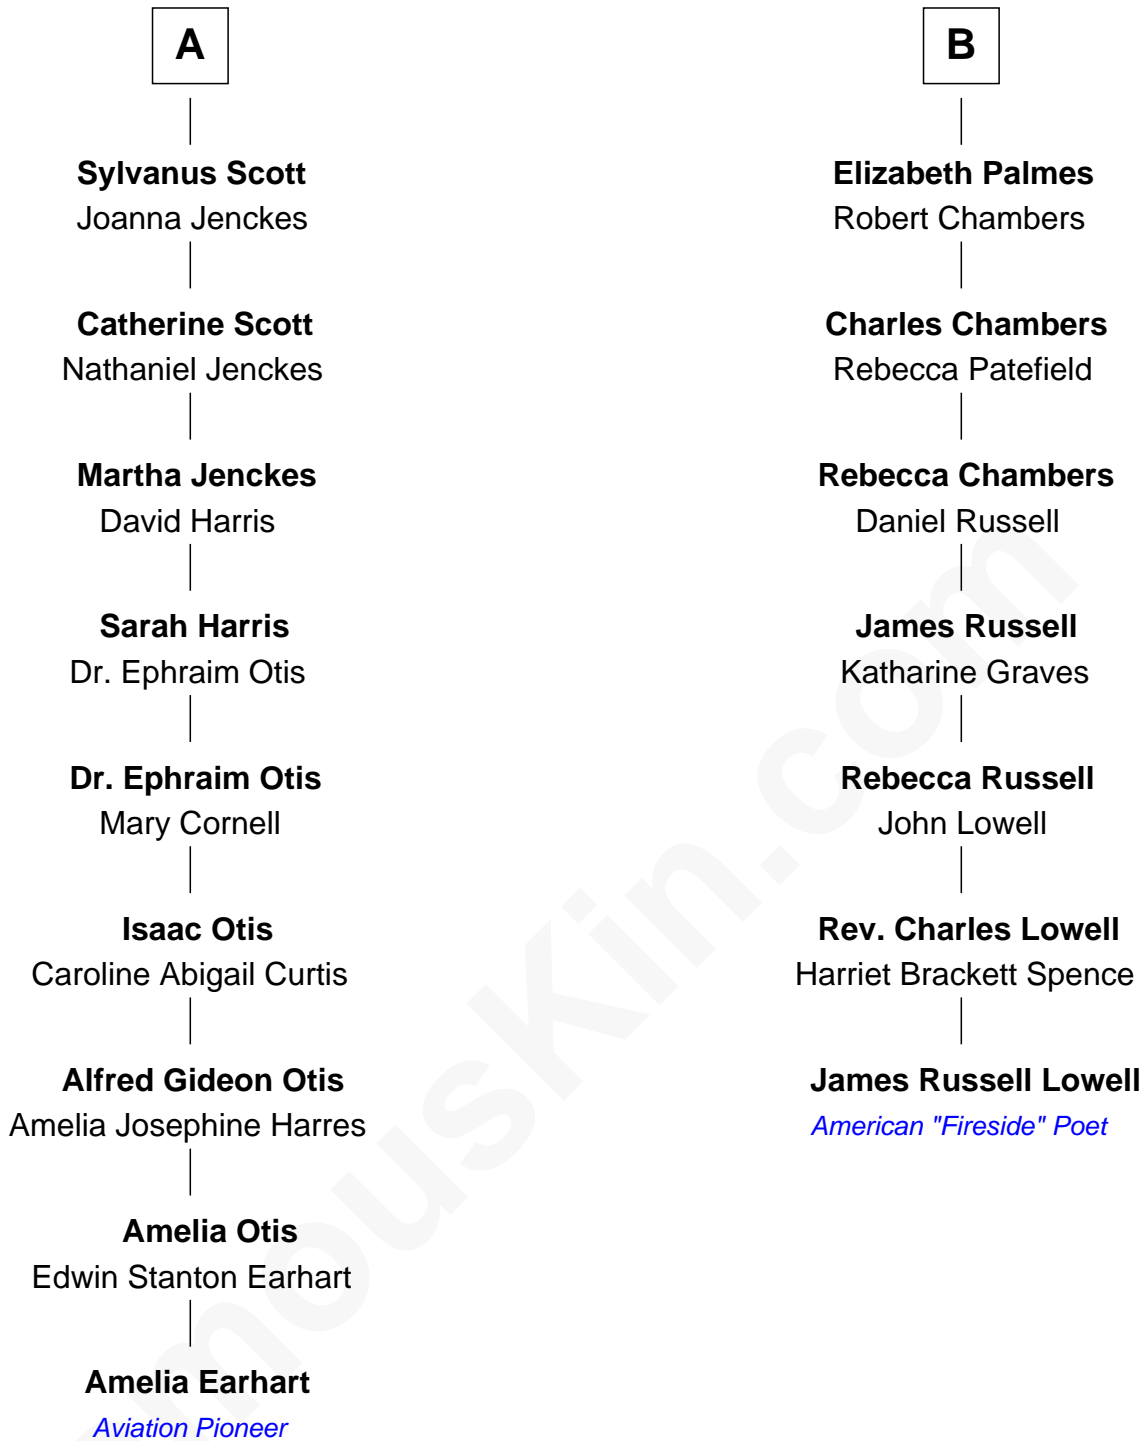 A
Sylvanus Scott
Joanna Jenckes
Catherine Scott
Nathaniel Jenckes
Martha Jenckes
David Harris
Sarah Harris
Dr. Ephraim Otis
Dr. Ephraim Otis
Mary Cornell
Isaac Otis
Caroline Abigail Curtis
Alfred Gideon Otis
Amelia Josephine Harres
Amelia Otis
Edwin Stanton Earhart
Amelia Earhart
Aviation Pioneer
B
Elizabeth Palmes
Robert Chambers
Charles Chambers
Rebecca Patefield
Rebecca Chambers
Daniel Russell
James Russell
Katharine Graves
Rebecca Russell
John Lowell
Rev. Charles Lowell
Harriet Brackett Spence
James Russell Lowell
American "Fireside" Poet
mousKin.com